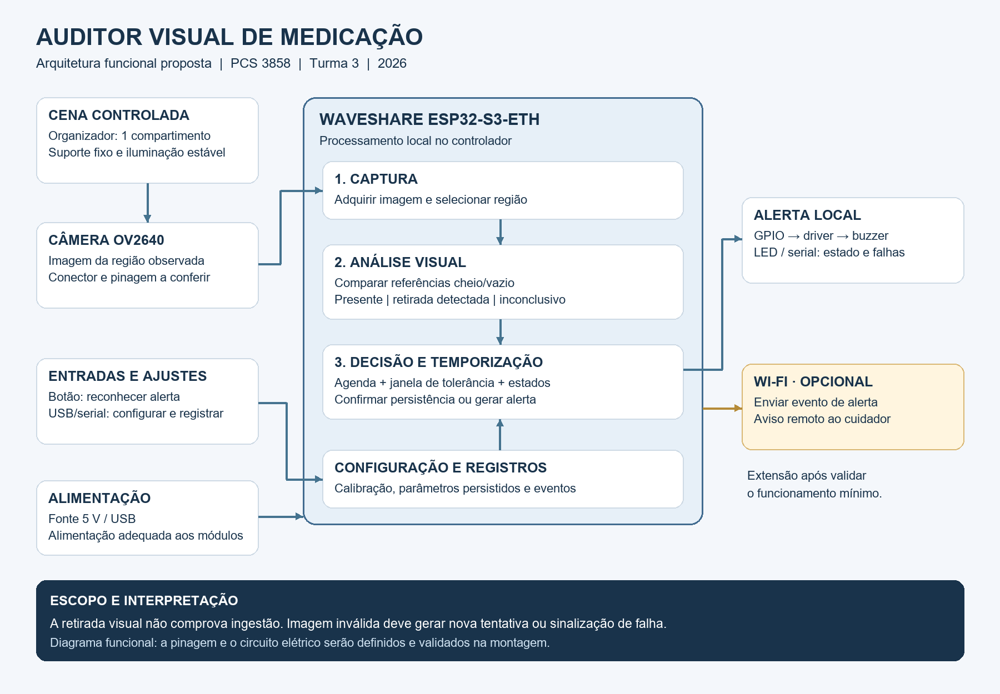 AUDITOR VISUAL DE MEDICAÇÃO
Arquitetura funcional proposta | PCS 3858 | Turma 3 | 2026
CENA CONTROLADA
Organizador: 1 compartimento
Suporte fixo e iluminação estável
CÂMERA OV2640
Imagem da região observada
Conector e pinagem a conferir
ENTRADAS E AJUSTES
Botão: reconhecer alerta
USB/serial: configurar e registrar
ALIMENTAÇÃO
Fonte 5 V / USB
Alimentação adequada aos módulos
WAVESHARE ESP32-S3-ETH
Processamento local no controlador
1. CAPTURA
Adquirir imagem e selecionar região
2. ANÁLISE VISUAL
Comparar referências cheio/vazio
Presente | retirada detectada | inconclusivo
3. DECISÃO E TEMPORIZAÇÃO
Agenda + janela de tolerância + estados
Confirmar persistência ou gerar alerta
CONFIGURAÇÃO E REGISTROS
Calibração, parâmetros persistidos e eventos
ALERTA LOCAL
GPIO → driver → buzzer
LED / serial: estado e falhas
WI-FI · OPCIONAL
Enviar evento de alerta
Aviso remoto ao cuidador
Extensão após validar
o funcionamento mínimo.
ESCOPO E INTERPRETAÇÃO
A retirada visual não comprova ingestão. Imagem inválida deve gerar nova tentativa ou sinalização de falha.
Diagrama funcional: a pinagem e o circuito elétrico serão definidos e validados na montagem.